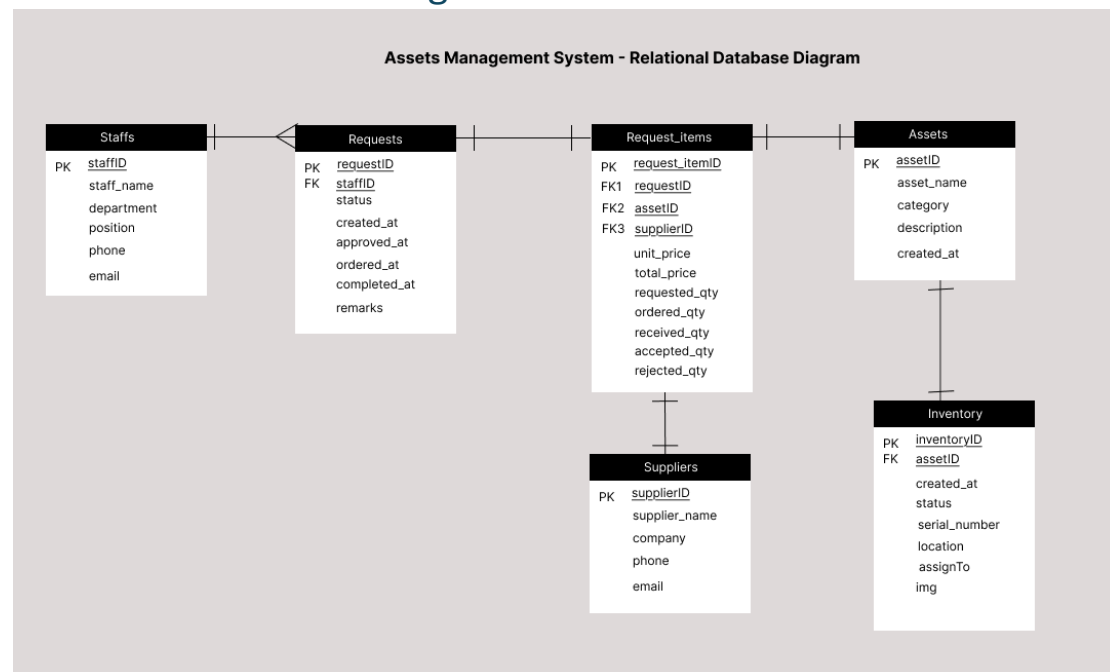 Assets Management System - Relational Database Diagram
Staffs
PK staffID
staff_name
department
position
phone
email
Requests
PK requestID
FK staffID
status
created_at
approved_at
ordered_at
completed_at
remarks
Request_items
PK request_itemID
FK1 requestID
FK2 assetID
FK3 supplierID
unit_price
total_price
requested_qty
ordered_qty
received_qty
accepted_qty
rejected_qty
Assets
PK assetID
asset_name
category
description
created_at
Suppliers
PK supplierID
supplier_name
company
phone
email
Inventory
PK inventoryID
FK assetID
created_at
status
serial_number
location
assignTo
img